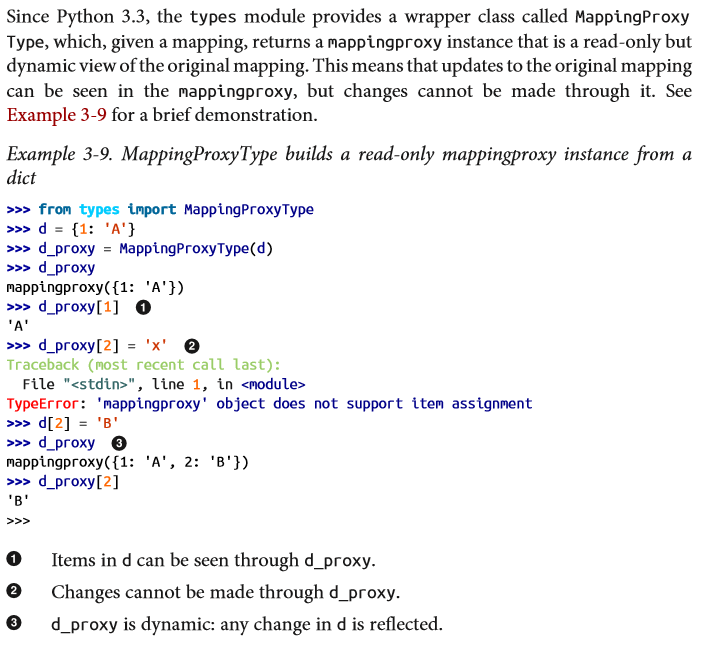 Since Python 3.3, the types module provides a wrapper class called MappingProxy
Type, which, given a mapping, returns a mappingproxy instance that is a read-only but
dynamic view of the original mapping. This means that updates to the original mapping
can be seen in the mappingproxy, but changes cannot be made through it. See
Example 3-9 for a brief demonstration.
Example 3-9. MappingProxyType builds a read-only mappingproxy instance from a
dict
>>> from types import MappingProxyType
>>> d = {1: 'A'}
>>> d_proxy = MappingProxyType(d)
>>> d_proxy
mappingproxy({1: 'A'})
>>> d_proxy[1] ❶
'A'
>>> d_proxy[2] = 'x' ❷
Traceback (most recent call last):
  File "<stdin>", line 1, in <module>
TypeError: 'mappingproxy' object does not support item assignment
>>> d[2] = 'B'
>>> d_proxy ❸
mappingproxy({1: 'A', 2: 'B'})
>>> d_proxy[2]
'B'
>>>
❶ Items in d can be seen through d_proxy.
❷ Changes cannot be made through d_proxy.
❸ d_proxy is dynamic: any change in d is reflected.